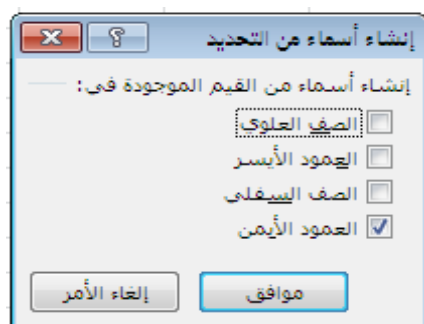 إنشاء أسماء من التحديد
إنشاء أسماء من القيم الموجودة في:
الصف العلوي
العمود الأيسر
الصف السفلي
العمود الأيمن
موافق
إلغاء الأمر